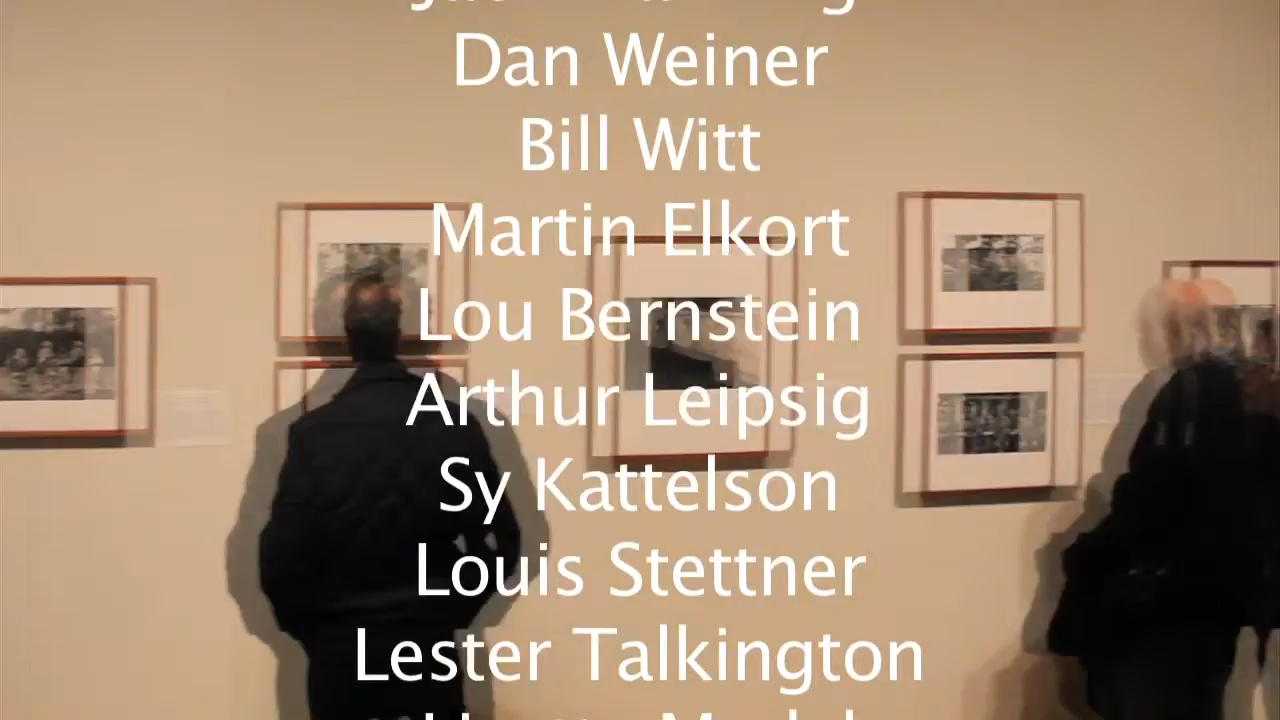 Dan Weiner
Bill Witt
Martin Elkort
Lou Bernstein
Arthur Leipsig
Sy Kattelson
Louis Stettner
Lester Talkington